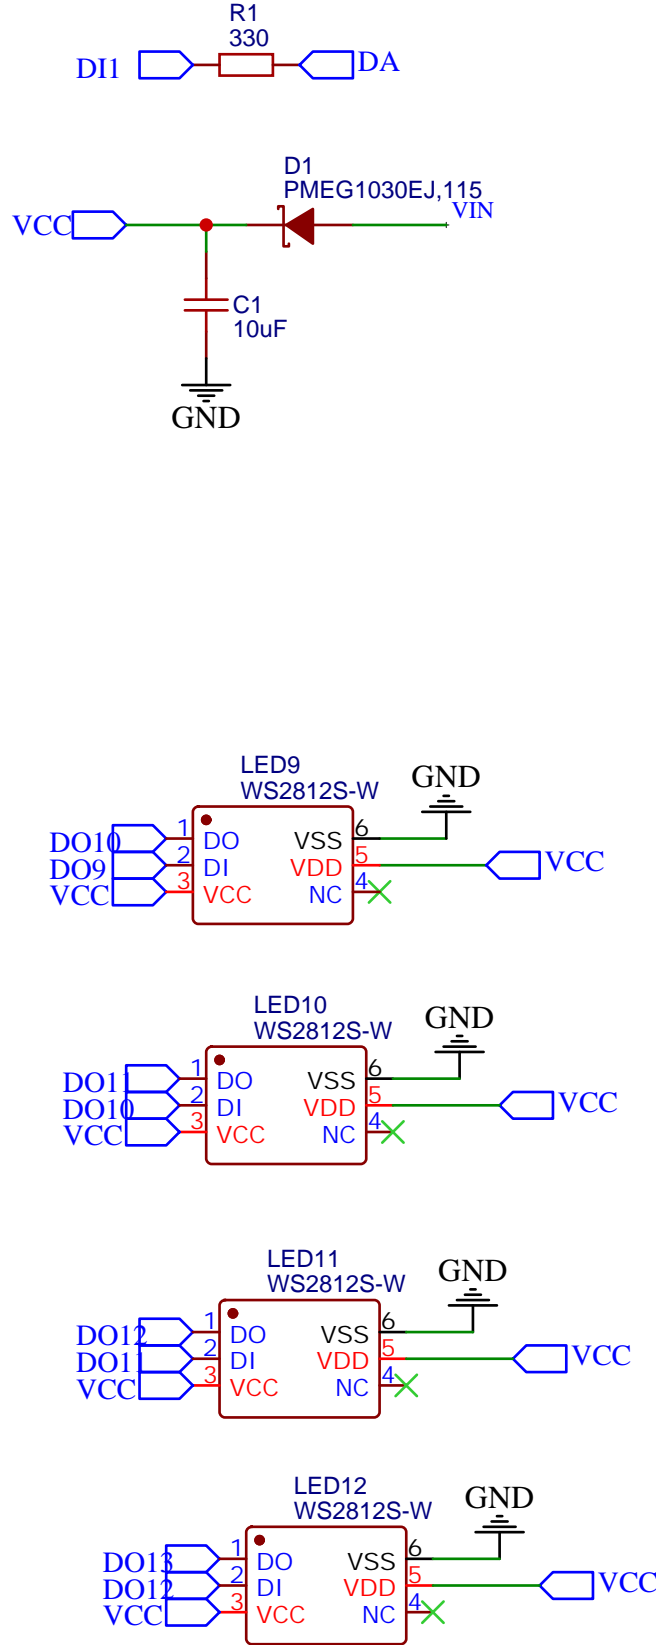 R1
330
DI1
DA
D1
PMEG1030EJ,115
VCC
VIN
C1
10uF
GND
LED9
WS2812S-W
GND
DO10 1 DO VSS 6
DO9 2 DI VDD 5 VCC
VCC 3 VCC NC 4
LED10
WS2812S-W
GND
DO11 1 DO VSS 6
DO10 2 DI VDD 5 VCC
VCC 3 VCC NC 4
LED11
WS2812S-W
GND
DO12 1 DO VSS 6
DO11 2 DI VDD 5 VCC
VCC 3 VCC NC 4
LED12
WS2812S-W
GND
DO13 1 DO VSS 6
DO12 2 DI VDD 5 VCC
VCC 3 VCC NC 4